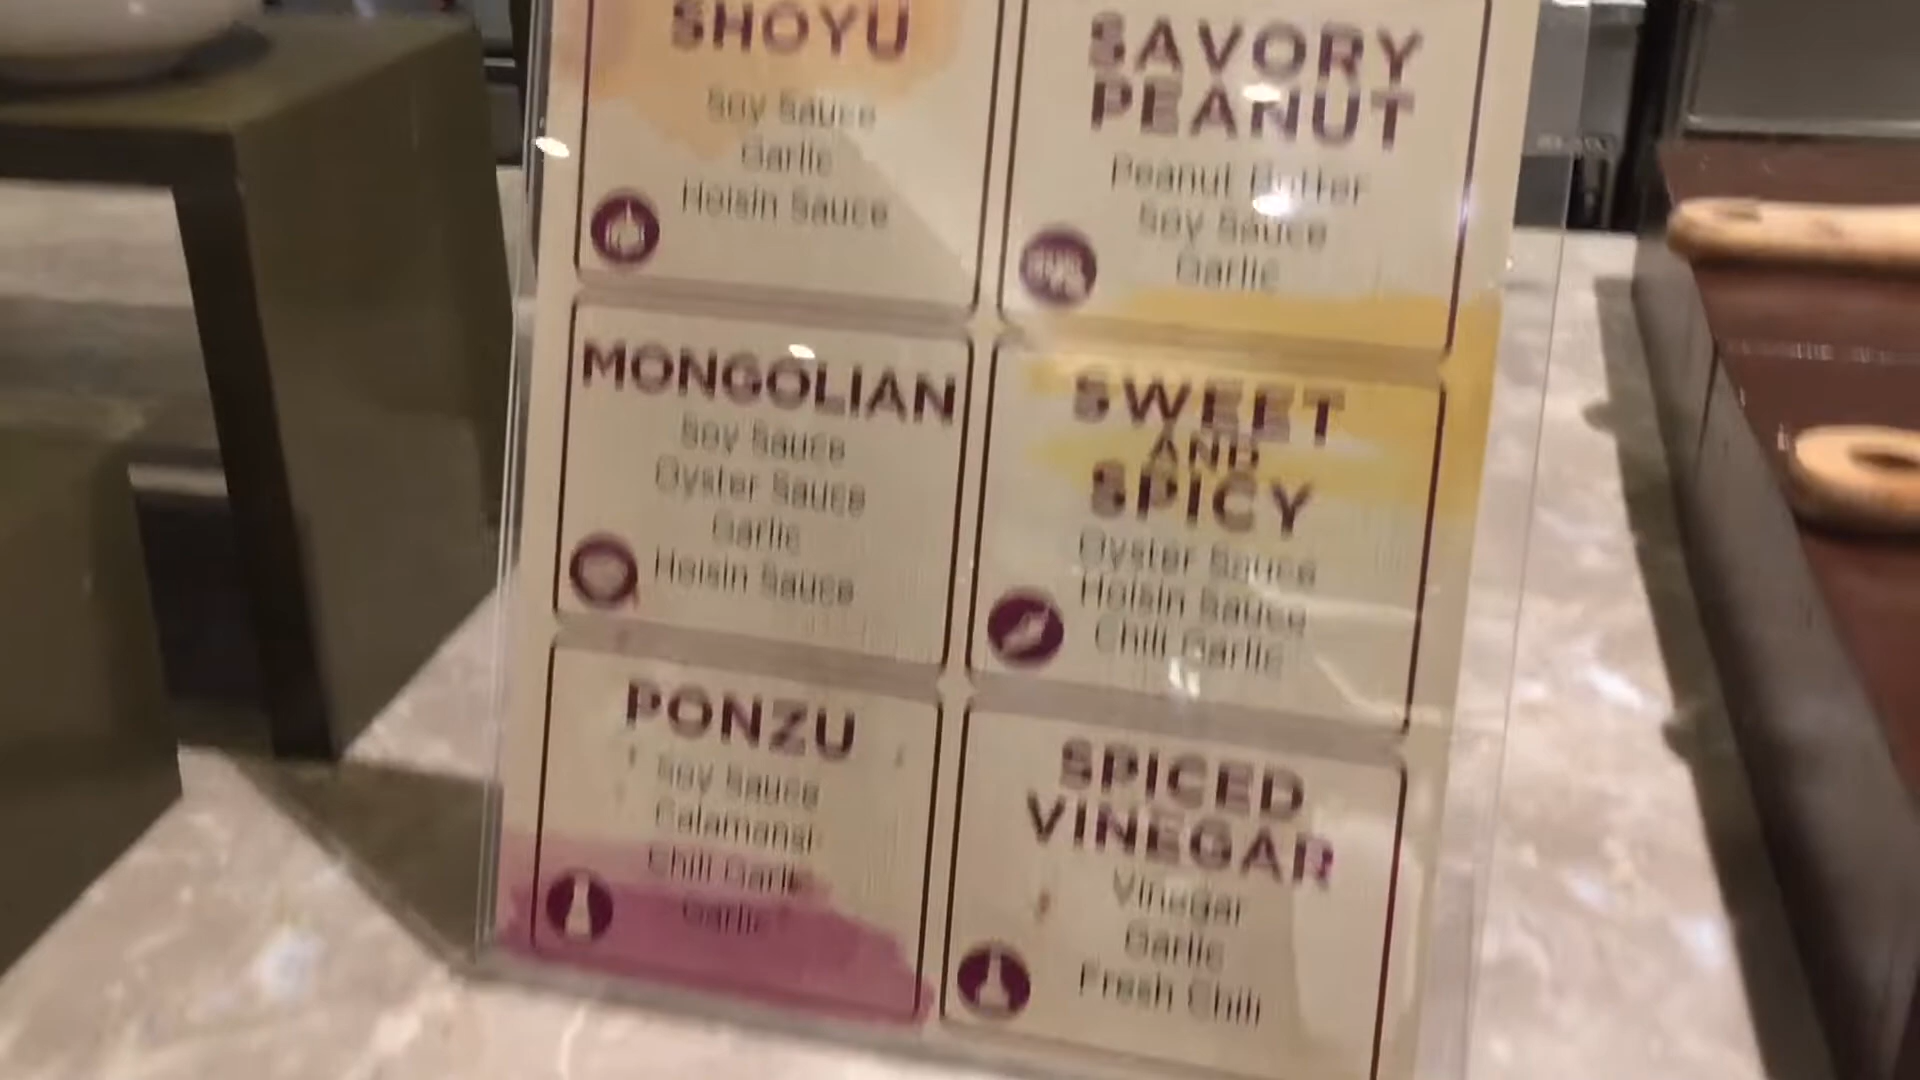 SHOYU
Soy Sauce
Garlic
Hoisin Sauce
SAVORY
PEANUT
Peanut Butter
Soy Sauce
Garlic
MONGOLIAN
Soy Sauce
Oyster Sauce
Garlic
Hoisin Sauce
SWEET
AND
SPICY
Oyster Sauce
Hoisin Sauce
Chili Garlic
PONZU
Soy Sauce
Calamansi
Chili Garlic
Garlic
SPICED
VINEGAR
Vinegar
Garlic
Fresh Chili